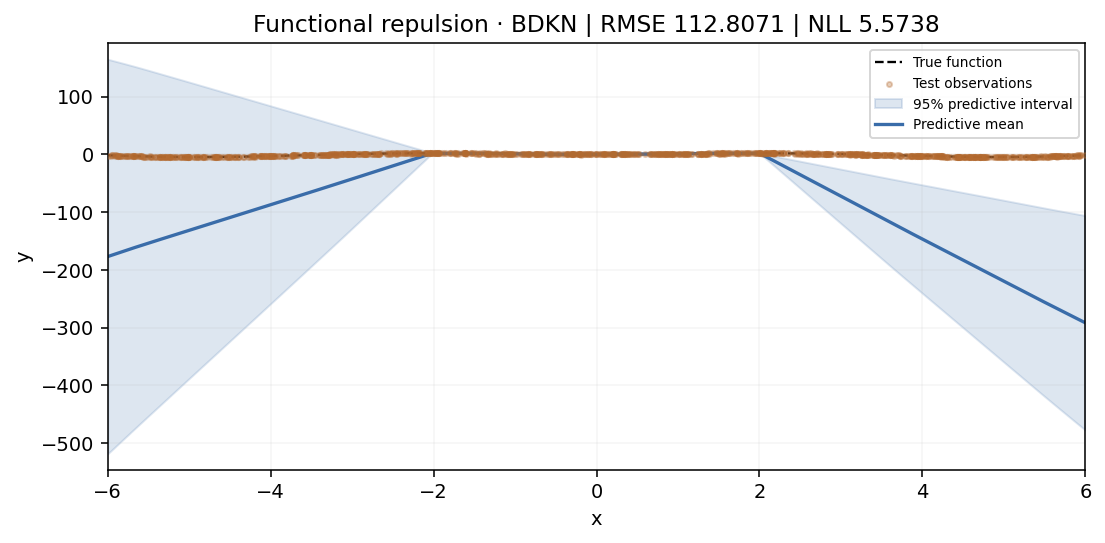 Functional repulsion · BDKN | RMSE 112.8071 | NLL 5.5738
True function
Test observations
95% predictive interval
Predictive mean
y
100
0
−100
−200
−300
−400
−500
−6
−4
−2
0
2
4
6
x